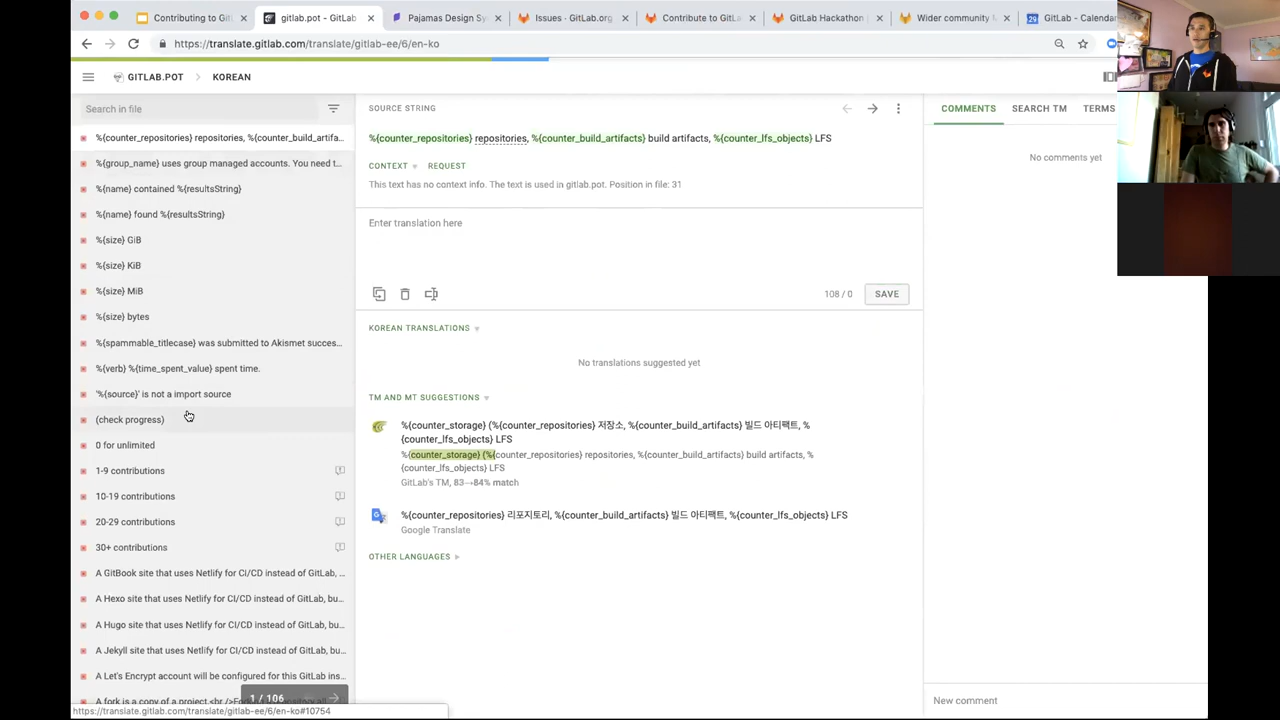 Contributing to G
gitlab.pot - GitLab
Pajamas Design Sy
Issues · GitLab.org
Contribute to GitLa
GitLab Hackathon
Wider community
29
GitLab - Calenda
https://translate.gitlab.com/translate/gitlab-ee/6/en-ko
GITLAB.POT > KOREAN
Search in file
%{counter_repositories} repositories, %{counter_build_artifa...
%{group_name} uses group managed accounts. You need t...
%{name} contained %{resultsString}
%{name} found %{resultsString}
%{size} GiB
%{size} KiB
%{size} MiB
%{size} bytes
%{spammable_titlecase} was submitted to Akismet succes...
%{verb} %{time_spent_value} spent time.
'%{source}' is not a import source
(check progress)
0 for unlimited
1-9 contributions
10-19 contributions
20-29 contributions
30+ contributions
A GitBook site that uses Netlify for CI/CD instead of GitLab, ...
A Hexo site that uses Netlify for CI/CD instead of GitLab, bu...
A Hugo site that uses Netlify for CI/CD instead of GitLab, bu...
A Jekyll site that uses Netlify for CI/CD instead of GitLab, bu...
A Let's Encrypt account will be configured for this GitLab ins...
A fork is a copy of a project.<br />
1 / 106
https://translate.gitlab.com/translate/gitlab-ee/6/en-ko#10754
SOURCE STRING
%{counter_repositories} repositories, %{counter_build_artifacts} build artifacts, %{counter_lfs_objects} LFS
CONTEXT REQUEST
This text has no context info. The text is used in gitlab.pot. Position in file: 31
Enter translation here
108 / 0
SAVE
KOREAN TRANSLATIONS
No translations suggested yet
TM AND MT SUGGESTIONS
%{counter_storage} (%{counter_repositories} 저장소, %{counter_build_artifacts} 빌드 아티팩트, %
{counter_lfs_objects} LFS
%{counter_storage} (%{counter_repositories} repositories, %{counter_build_artifacts} build artifacts, %
{counter_lfs_objects} LFS
GitLab's TM, 83→84% match
%{counter_repositories} 리포지토리, %{counter_build_artifacts} 빌드 아티팩트, %{counter_lfs_objects} LFS
Google Translate
OTHER LANGUAGES
COMMENTS
SEARCH TM
TERMS
No comments yet
New comment